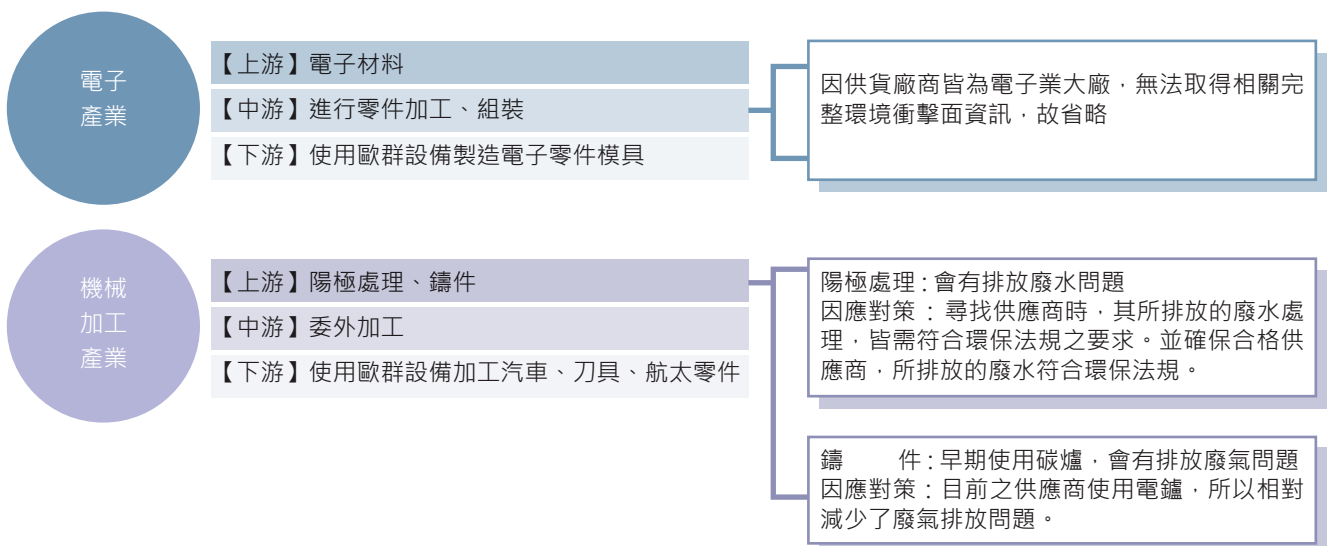 電子
產業
【上游】電子材料
【中游】進行零件加工、組裝
【下游】使用歐群設備製造電子零件模具
因供貨廠商皆為電子業大廠，無法取得相關完
整環境衝擊面資訊，故省略
機械
加工
產業
【上游】陽極處理、鑄件
【中游】委外加工
【下游】使用歐群設備加工汽車、刀具、航太零件
陽極處理：會有排放廢水問題
因應對策：尋找供應商時，其所排放的廢水處
理，皆需符合環保法規之要求。並確保合格供
應商，所排放的廢水符合環保法規。
鑄　　件：早期使用碳爐，會有排放廢氣問題
因應對策：目前之供應商使用電鑪，所以相對
減少了廢氣排放問題。